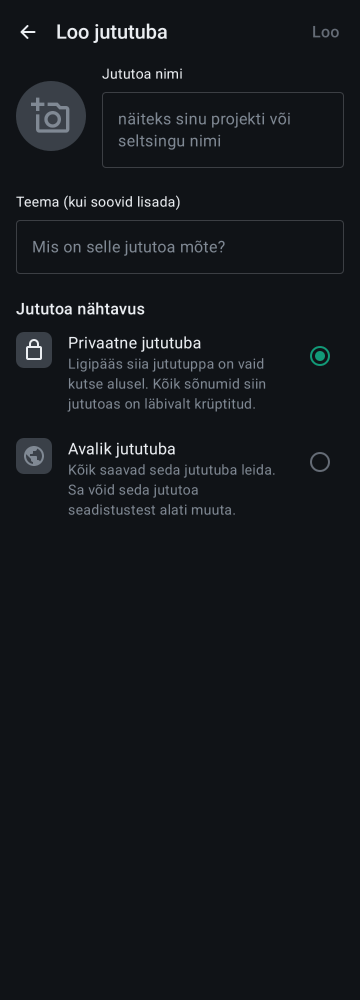 Loo jututuba
Loo
Jututoa nimi
näiteks sinu projekti või
seltsingu nimi
Teema (kui soovid lisada)
Mis on selle jututoa mõte?
Jututoa nähtavus
Privaatne jututuba
Ligipääs siia jututuppa on vaid
kutse alusel. Kõik sõnumid siin
jututoas on läbivalt krüptitud.
Avalik jututuba
Kõik saavad seda jututuba leida.
Sa võid seda jututoa
seadistustest alati muuta.